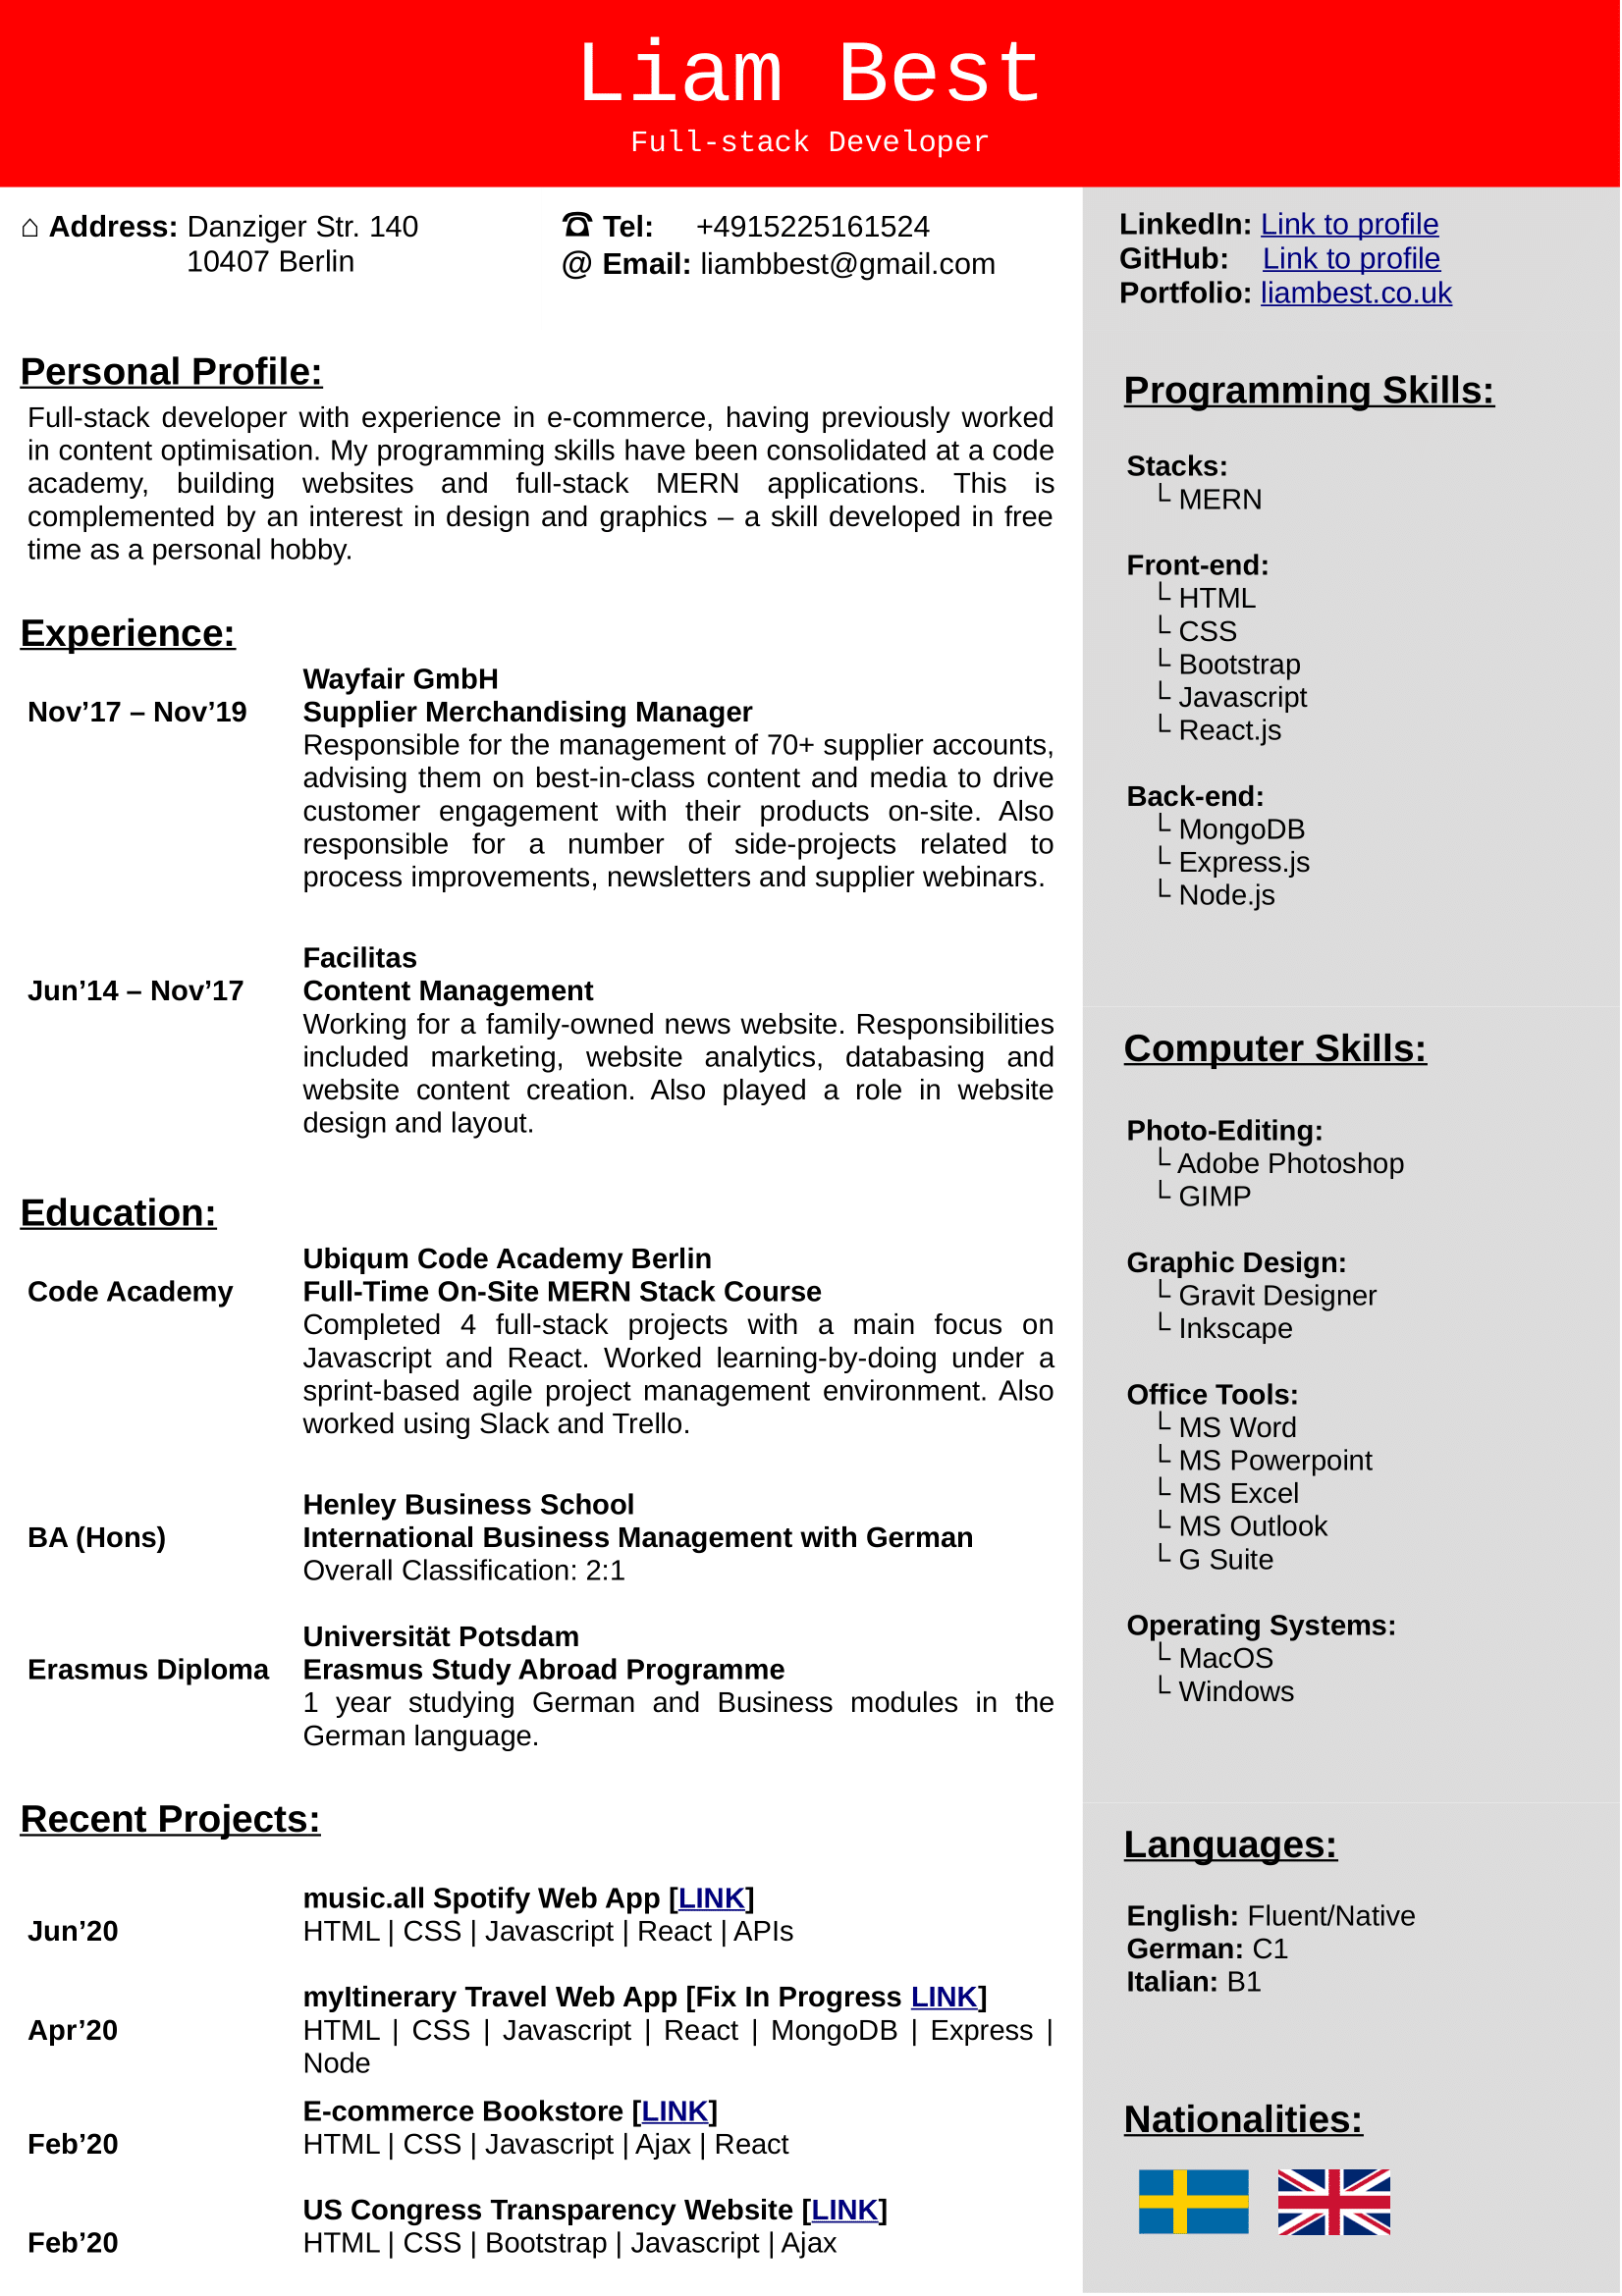 Liam Best
Full-stack Developer
⌂ Address: Danziger Str. 140
10407 Berlin
☎ Tel: +4915225161524
@ Email: liambbest@gmail.com
LinkedIn: Link to profile
GitHub: Link to profile
Portfolio: liambest.co.uk
Personal Profile:
Full-stack developer with experience in e-commerce, having previously worked
in content optimisation. My programming skills have been consolidated at a code
academy, building websites and full-stack MERN applications. This is
complemented by an interest in design and graphics – a skill developed in free
time as a personal hobby.
Experience:
Wayfair GmbH
Nov’17 – Nov’19 Supplier Merchandising Manager
Responsible for the management of 70+ supplier accounts,
advising them on best-in-class content and media to drive
customer engagement with their products on-site. Also
responsible for a number of side-projects related to
process improvements, newsletters and supplier webinars.
Facilitas
Jun’14 – Nov’17 Content Management
Working for a family-owned news website. Responsibilities
included marketing, website analytics, databasing and
website content creation. Also played a role in website
design and layout.
Education:
Ubiqum Code Academy Berlin
Code Academy Full-Time On-Site MERN Stack Course
Completed 4 full-stack projects with a main focus on
Javascript and React. Worked learning-by-doing under a
sprint-based agile project management environment. Also
worked using Slack and Trello.
Henley Business School
BA (Hons) International Business Management with German
Overall Classification: 2:1
Universität Potsdam
Erasmus Diploma Erasmus Study Abroad Programme
1 year studying German and Business modules in the
German language.
Recent Projects:
music.all Spotify Web App [LINK]
Jun’20 HTML | CSS | Javascript | React | APIs
myItinerary Travel Web App [Fix In Progress LINK]
Apr’20 HTML | CSS | Javascript | React | MongoDB | Express |
Node
E-commerce Bookstore [LINK]
Feb’20 HTML | CSS | Javascript | Ajax | React
US Congress Transparency Website [LINK]
Feb’20 HTML | CSS | Bootstrap | Javascript | Ajax
Programming Skills:
Stacks:
└ MERN
Front-end:
└ HTML
└ CSS
└ Bootstrap
└ Javascript
└ React.js
Back-end:
└ MongoDB
└ Express.js
└ Node.js
Computer Skills:
Photo-Editing:
└ Adobe Photoshop
└ GIMP
Graphic Design:
└ Gravit Designer
└ Inkscape
Office Tools:
└ MS Word
└ MS Powerpoint
└ MS Excel
└ MS Outlook
└ G Suite
Operating Systems:
└ MacOS
└ Windows
Languages:
English: Fluent/Native
German: C1
Italian: B1
Nationalities: